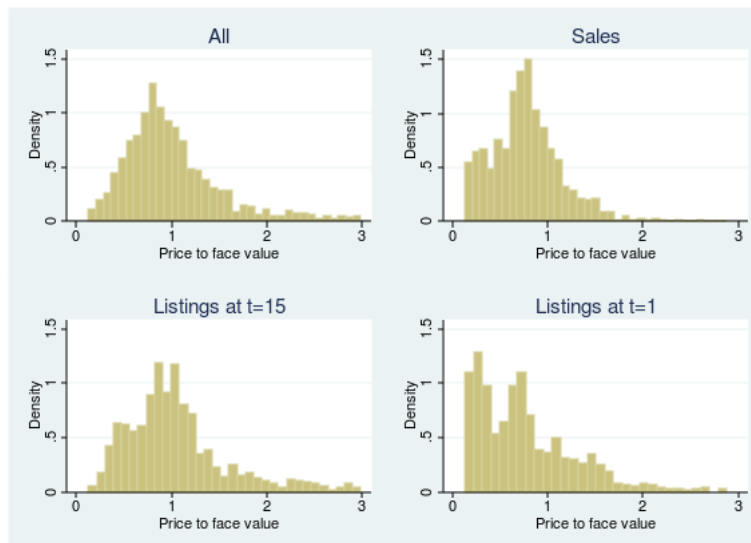 All
Density
0 .5 1 1.5
0 1 2 3
Price to face value
Sales
Density
0 .5 1 1.5
0 1 2 3
Price to face value
Listings at t=15
Density
0 .5 1 1.5
0 1 2 3
Price to face value
Listings at t=1
Density
0 .5 1 1.5
0 1 2 3
Price to face value